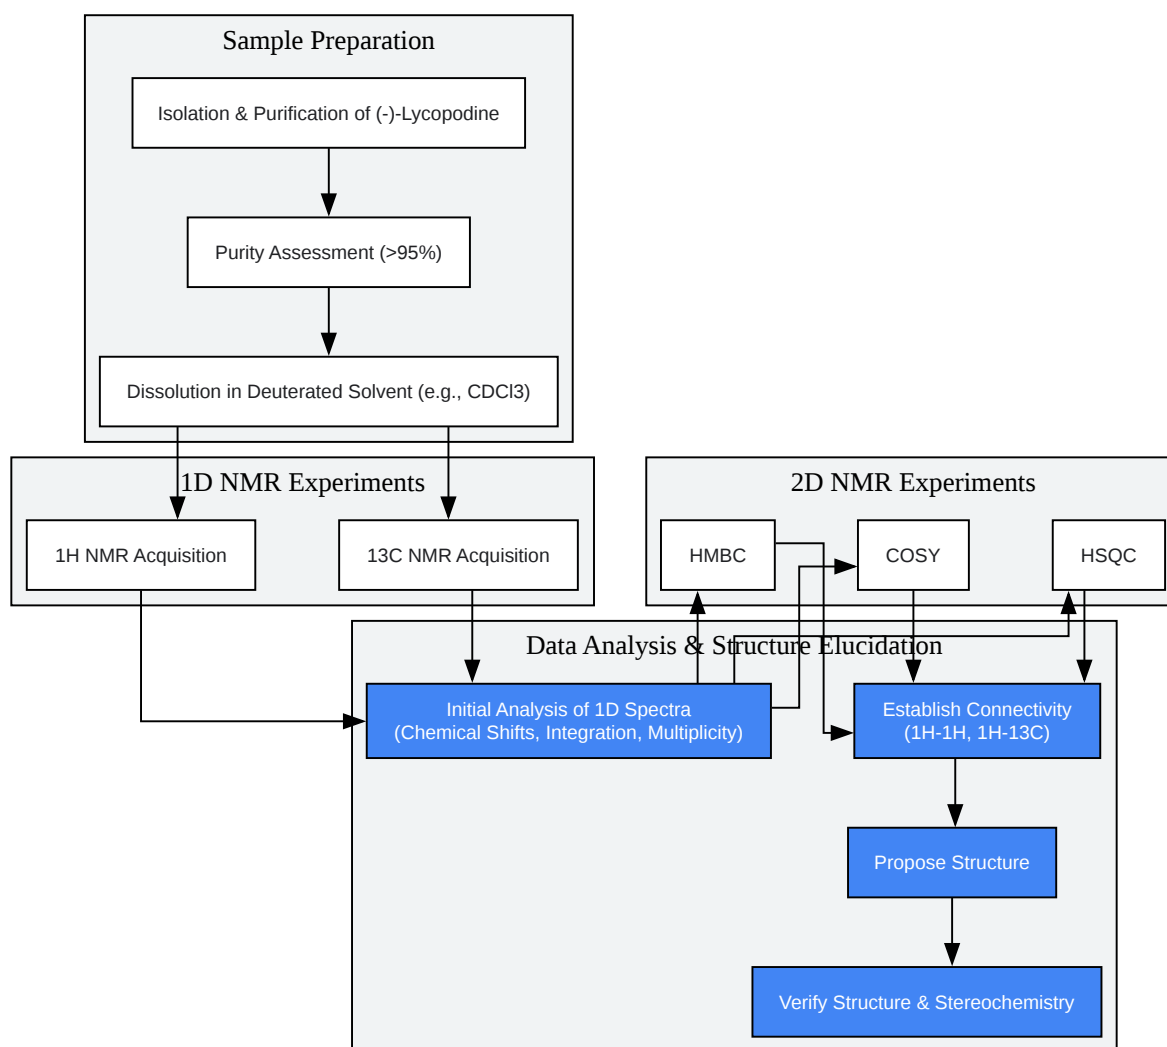 Sample Preparation
Isolation & Purification of (-)-Lycopodine
Purity Assessment (>95%)
Dissolution in Deuterated Solvent (e.g., CDCl3)
1D NMR Experiments
1H NMR Acquisition
13C NMR Acquisition
2D NMR Experiments
HMBC
COSY
HSQC
Data Analysis & Structure Elucidation
Initial Analysis of 1D Spectra
(Chemical Shifts, Integration, Multiplicity)
Establish Connectivity
(1H-1H, 1H-13C)
Propose Structure
Verify Structure & Stereochemistry